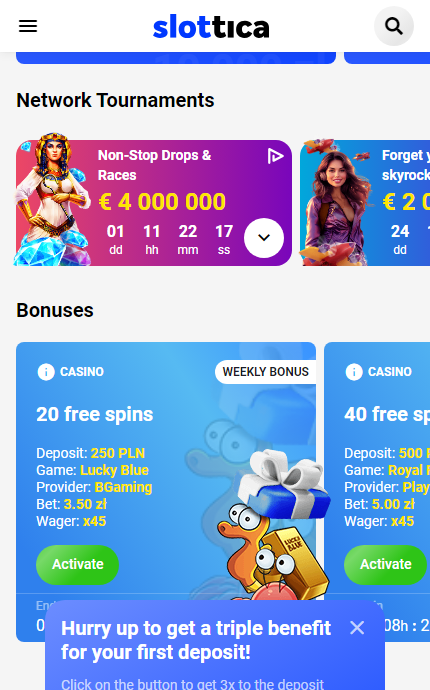 slottica
Network Tournaments
Non-Stop Drops &
Races
€ 4 000 000
01 11 22 17
dd hh mm ss
Forget y
skyrock
€ 2 0
24
dd
Bonuses
CASINO
WEEKLY BONUS
20 free spins
Deposit: 250 PLN
Game: Lucky Blue
Provider: BGaming
Bet: 3.50 zł
Wager: x45
Activate
LUCKY
BLUE
CASINO
40 free sp
Deposit: 500 P
Game: Royal F
Provider: Play
Bet: 5.00 zł
Wager: x45
Activate
08h : 2
Hurry up to get a triple benefit
for your first deposit!
Click on the button to get 3x to the deposit